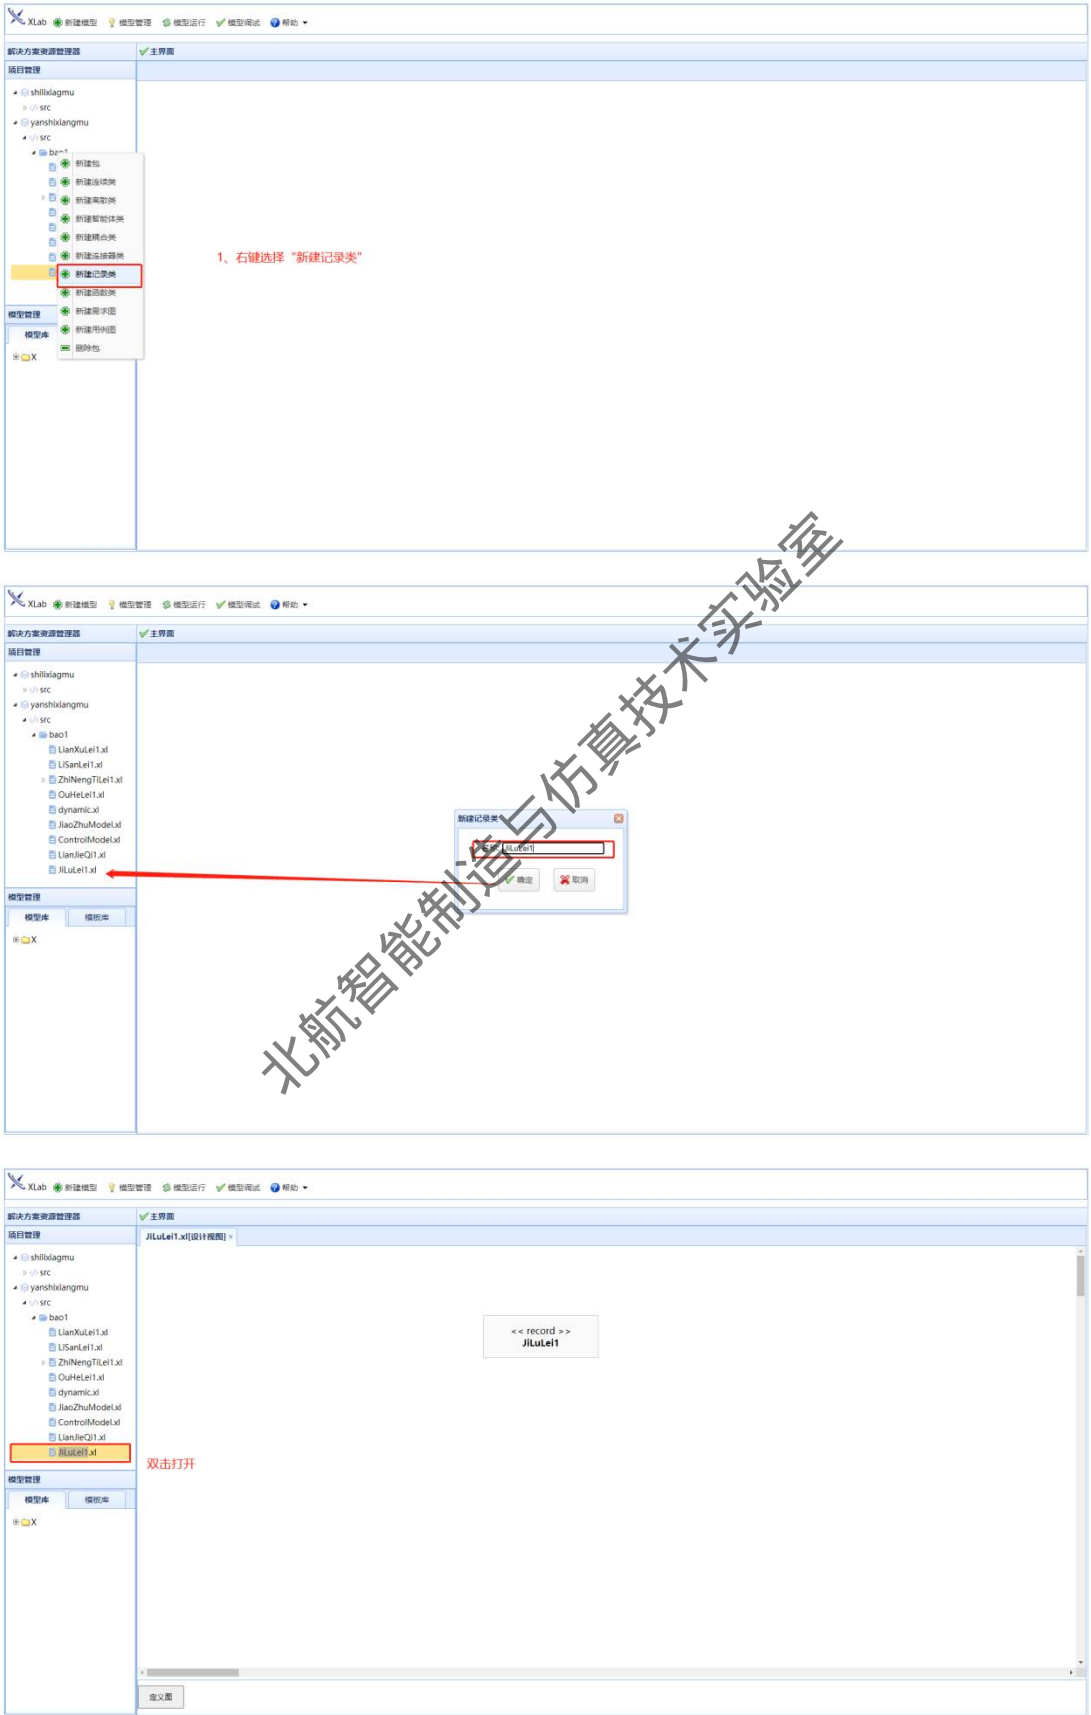 XLab 新建模型 模型管理 模型运行 模型调试 帮助
解决方案资源管理器 主界面
项目管理
shilixiagmu
src
yanshixiangmu
src
bao1
新建包
新建连续类
新建离散类
新建智能体类
新建耦合类
新建连接器类
1、右键选择“新建记录类”
新建记录类
新建函数类
新建需求图
模型管理
新建用例图
模型库
删除包
X
XLab 新建模型 模型管理 模型运行 模型调试 帮助
解决方案资源管理器 主界面
项目管理
shilixiagmu
src
yanshixiangmu
src
bao1
LianXuLei1.xl
LiSanLei1.xl
ZhiNengTiLei1.xl
OuHeLei1.xl
dynamic.xl
JiaoZhuModel.xl
ControlModel.xl
LianJieQi1.xl
JiLuLei1.xl
新建记录类
名称: JiLuLei1
确定 取消
模型管理
模型库 模板库
X
北航智能制造与仿真技术实验室
XLab 新建模型 模型管理 模型运行 模型调试 帮助
解决方案资源管理器 主界面
项目管理 JiLuLei1.xl[设计视图] ×
shilixiagmu
src
yanshixiangmu
src
bao1
LianXuLei1.xl
LiSanLei1.xl
ZhiNengTiLei1.xl
OuHeLei1.xl
dynamic.xl
JiaoZhuModel.xl
ControlModel.xl
LianJieQi1.xl
JiLuLei1.xl
<< record >>
JiLuLei1
双击打开
模型管理
模型库 模板库
X
定义图